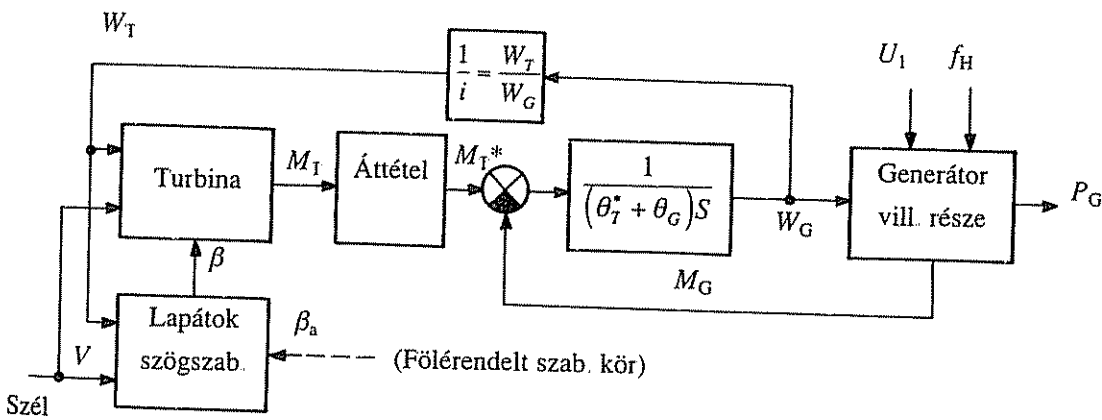 W_T
1/i = W_T/W_G
U_1
f_H
Turbina
M_T
Áttétel
M_T*
1/((θ_T^* + θ_G)S)
W_G
Generátor
vill. része
P_G
β
M_G
Lapátok
szögszab.
β_a
(Fölérendelt szab. kör)
V
Szél